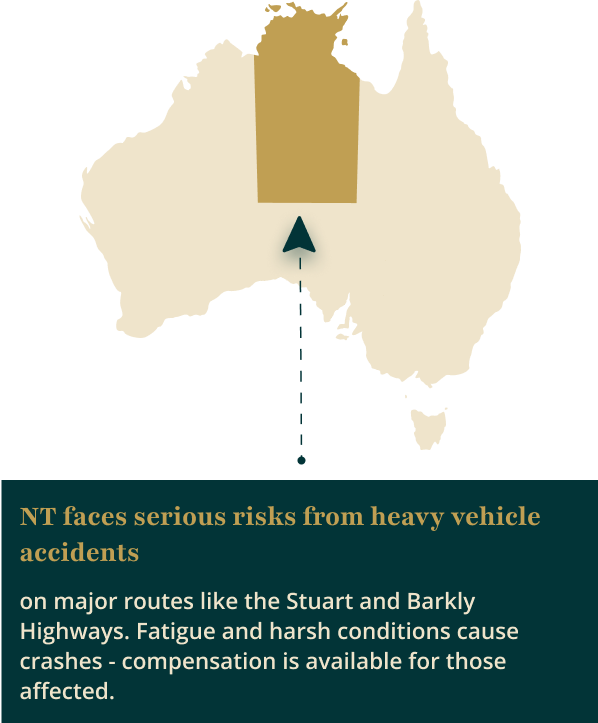 NT faces serious risks from heavy vehicle
accidents
on major routes like the Stuart and Barkly
Highways. Fatigue and harsh conditions cause
crashes - compensation is available for those
affected.